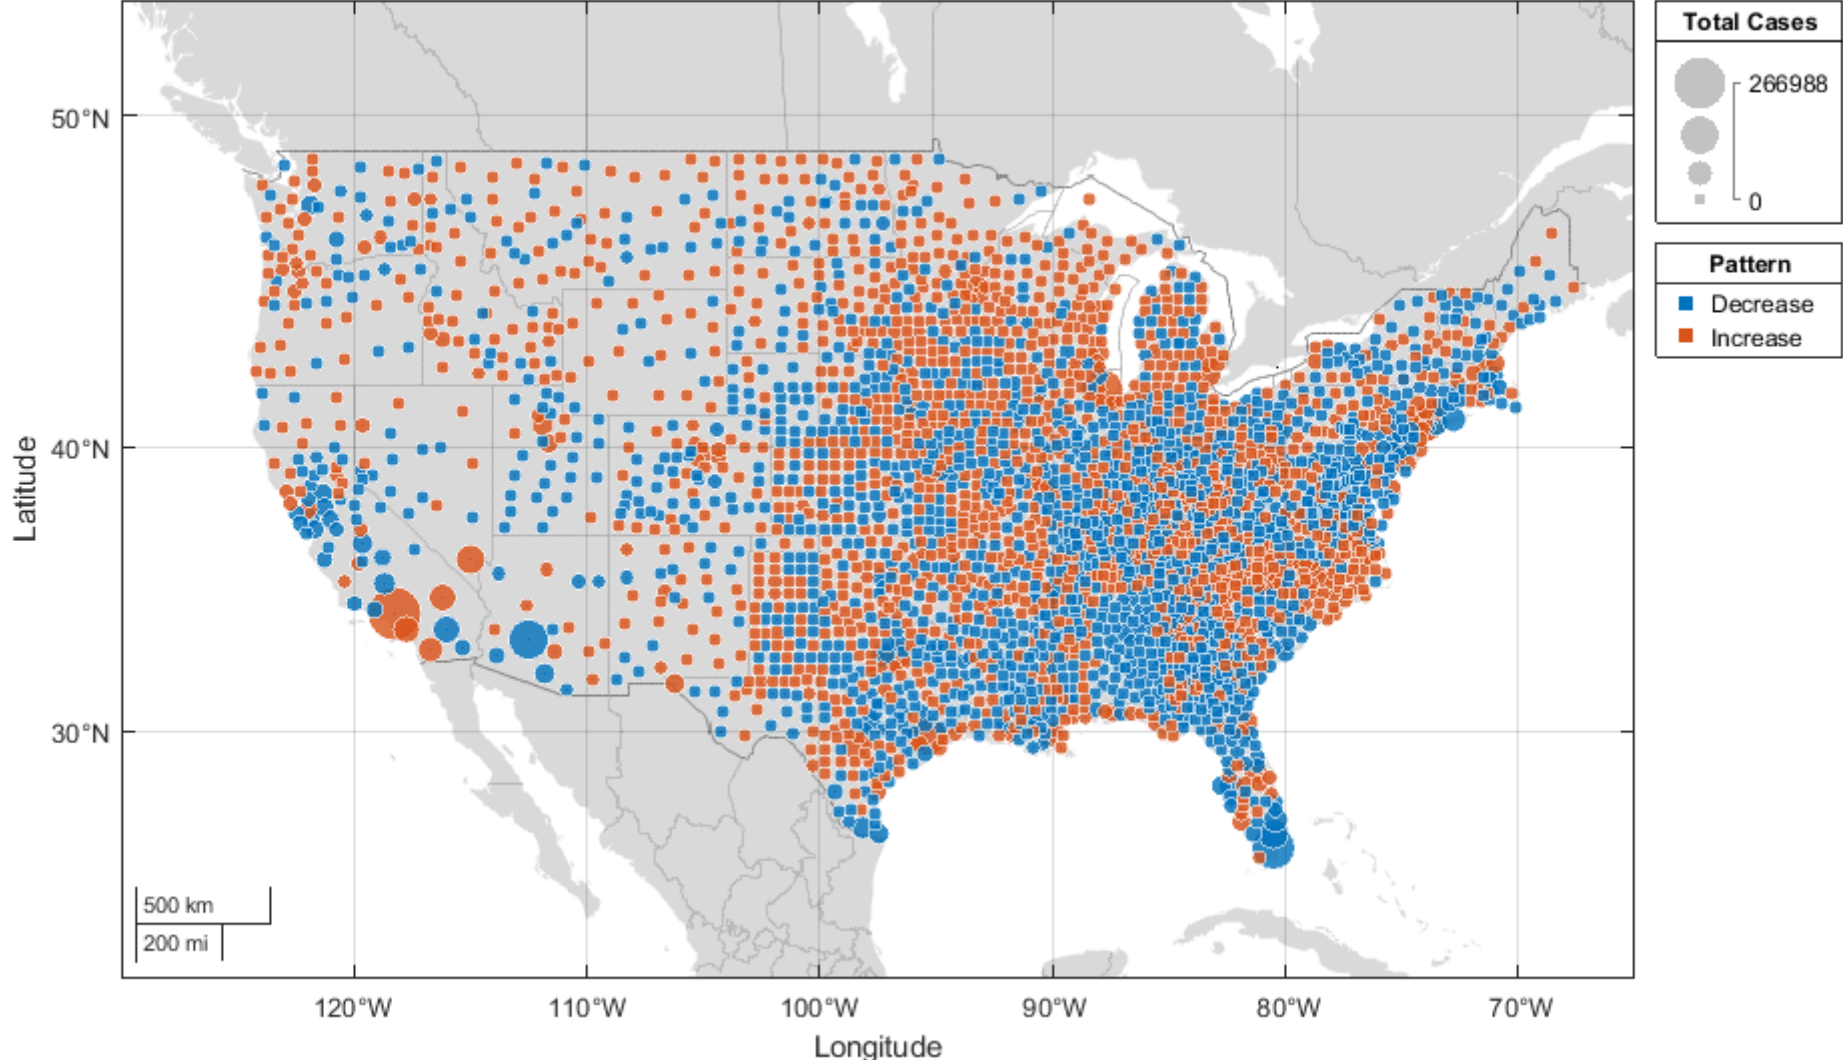 Total Cases
266988
0
Pattern
Decrease
Increase
50°N
40°N
30°N
Latitude
500 km
200 mi
120°W
110°W
100°W
90°W
80°W
70°W
Longitude